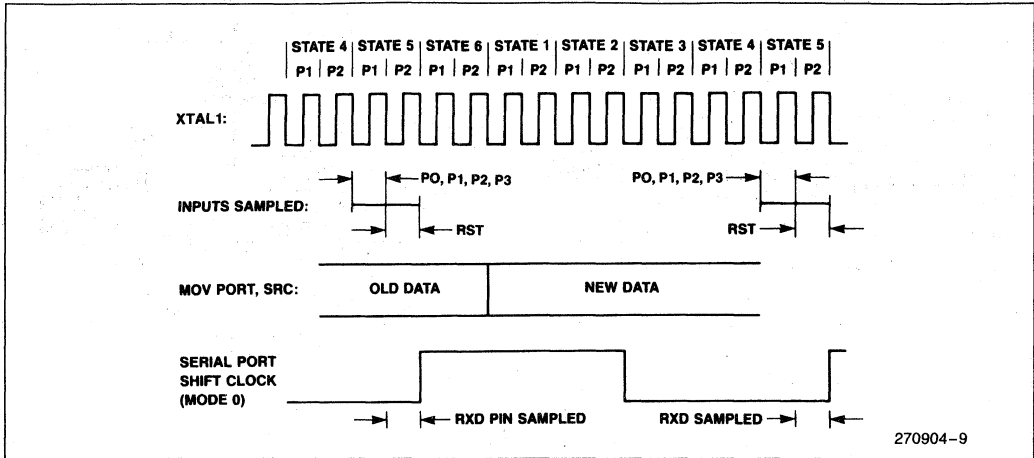 STATE 4 STATE 5 STATE 6 STATE 1 STATE 2 STATE 3 STATE 4 STATE 5
P1 P2 P1 P2 P1 P2 P1 P2 P1 P2 P1 P2 P1 P2 P1 P2
XTAL1:
PO, P1, P2, P3 PO, P1, P2, P3
INPUTS SAMPLED:
RST RST
MOV PORT, SRC: OLD DATA NEW DATA
SERIAL PORT
SHIFT CLOCK
(MODE 0)
RXD PIN SAMPLED RXD SAMPLED
270904-9